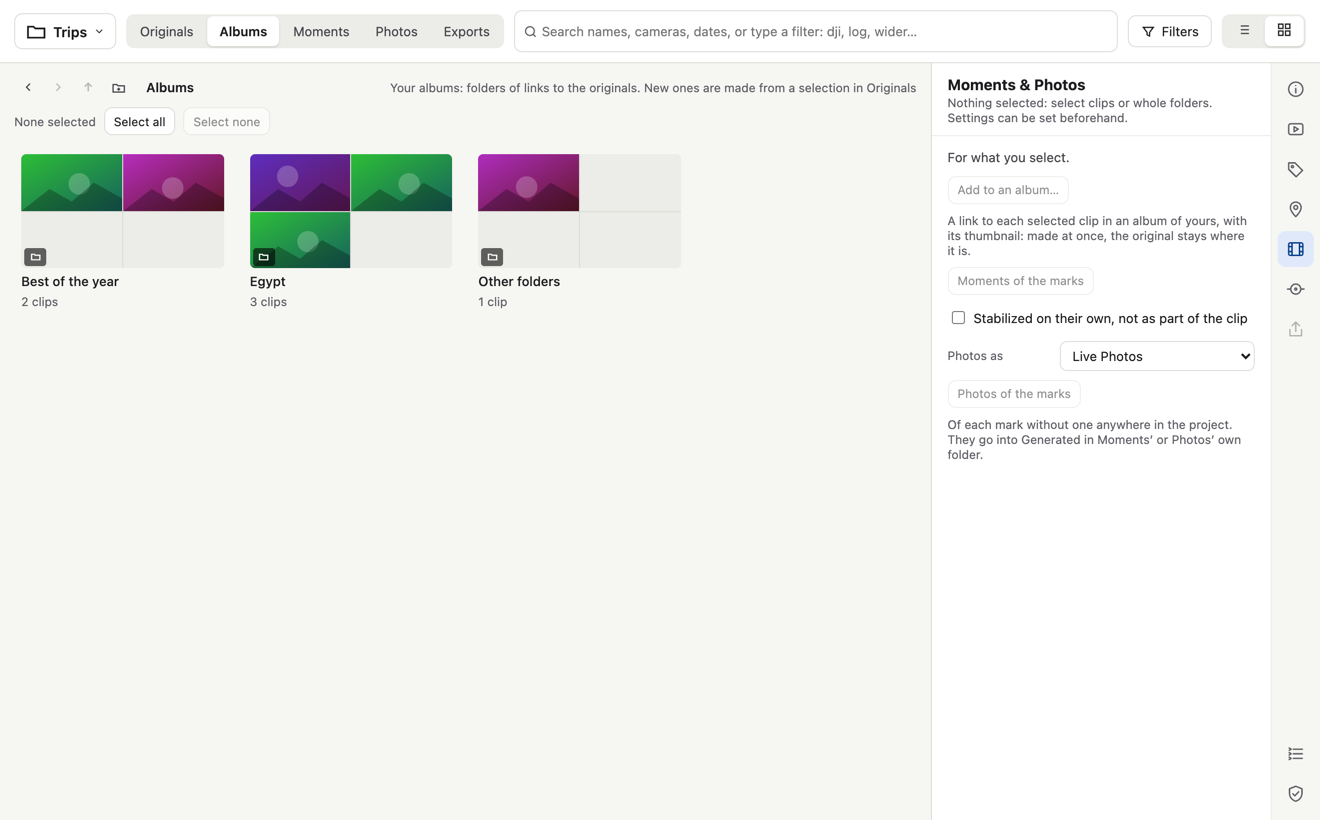 Trips
Originals
Albums
Moments
Photos
Exports
Search names, cameras, dates, or type a filter: dji, log, wider...
Filters
Albums
Your albums: folders of links to the originals. New ones are made from a selection in Originals
None selected
Select all
Select none
Best of the year
2 clips
Egypt
3 clips
Other folders
1 clip
Moments & Photos
Nothing selected: select clips or whole folders.
Settings can be set beforehand.
For what you select.
Add to an album...
A link to each selected clip in an album of yours, with
its thumbnail: made at once, the original stays where
it is.
Moments of the marks
Stabilized on their own, not as part of the clip
Photos as
Live Photos
Photos of the marks
Of each mark without one anywhere in the project.
They go into Generated in Moments’ or Photos’ own
folder.